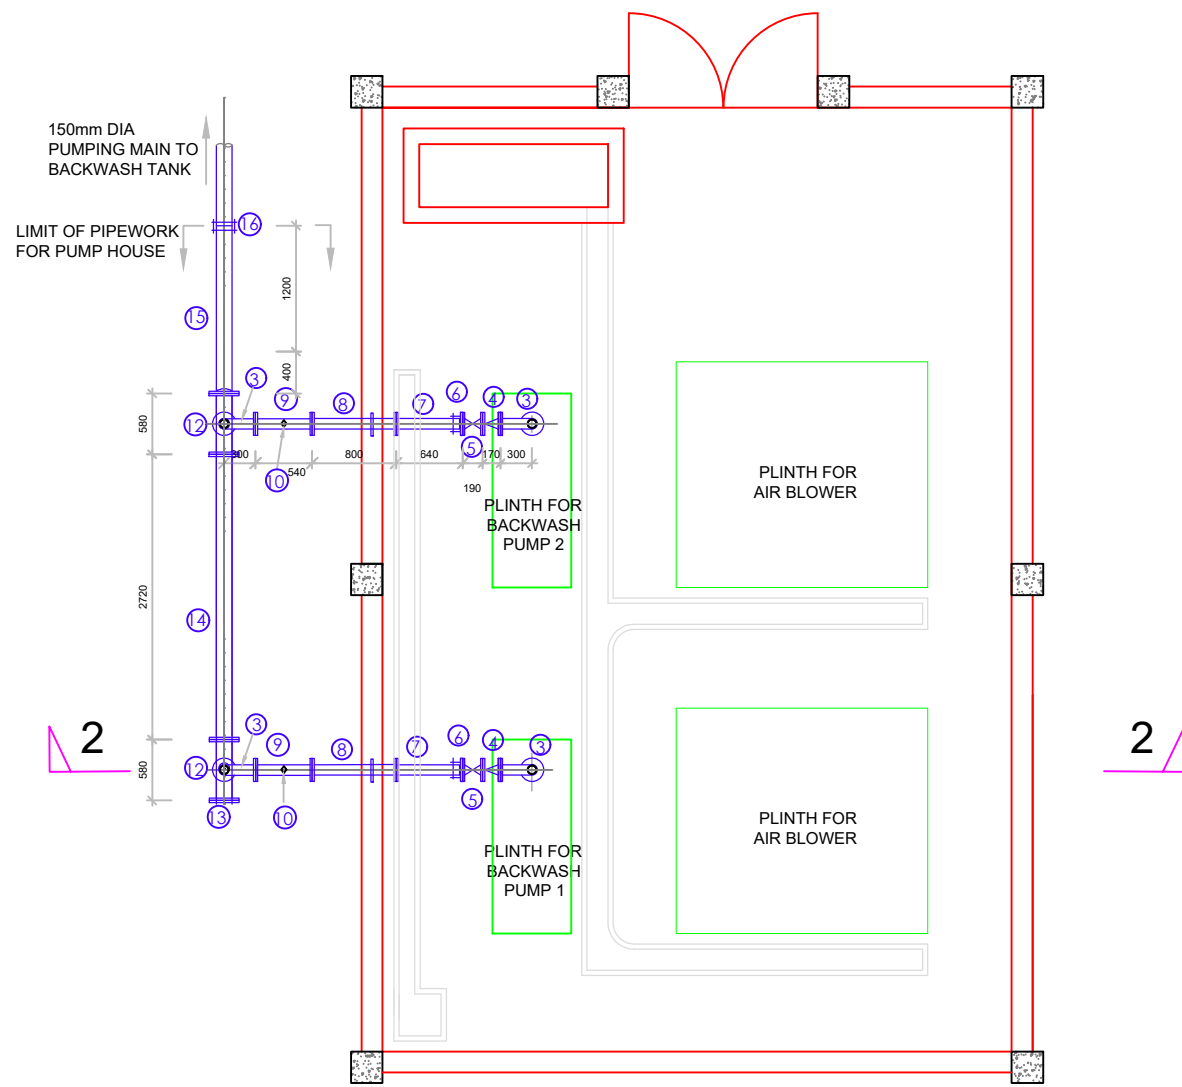 150mm DIA
PUMPING MAIN TO
BACKWASH TANK
LIMIT OF PIPEWORK
FOR PUMP HOUSE
16
1200
15
400
3
9
8
7
6
4
3
580
12
300
540
800
640
5
170
300
10
190
PLINTH FOR
BACKWASH
PUMP 2
PLINTH FOR
AIR BLOWER
2720
14
2
2
3
9
8
7
6
4
3
580
12
13
10
5
PLINTH FOR
BACKWASH
PUMP 1
PLINTH FOR
AIR BLOWER